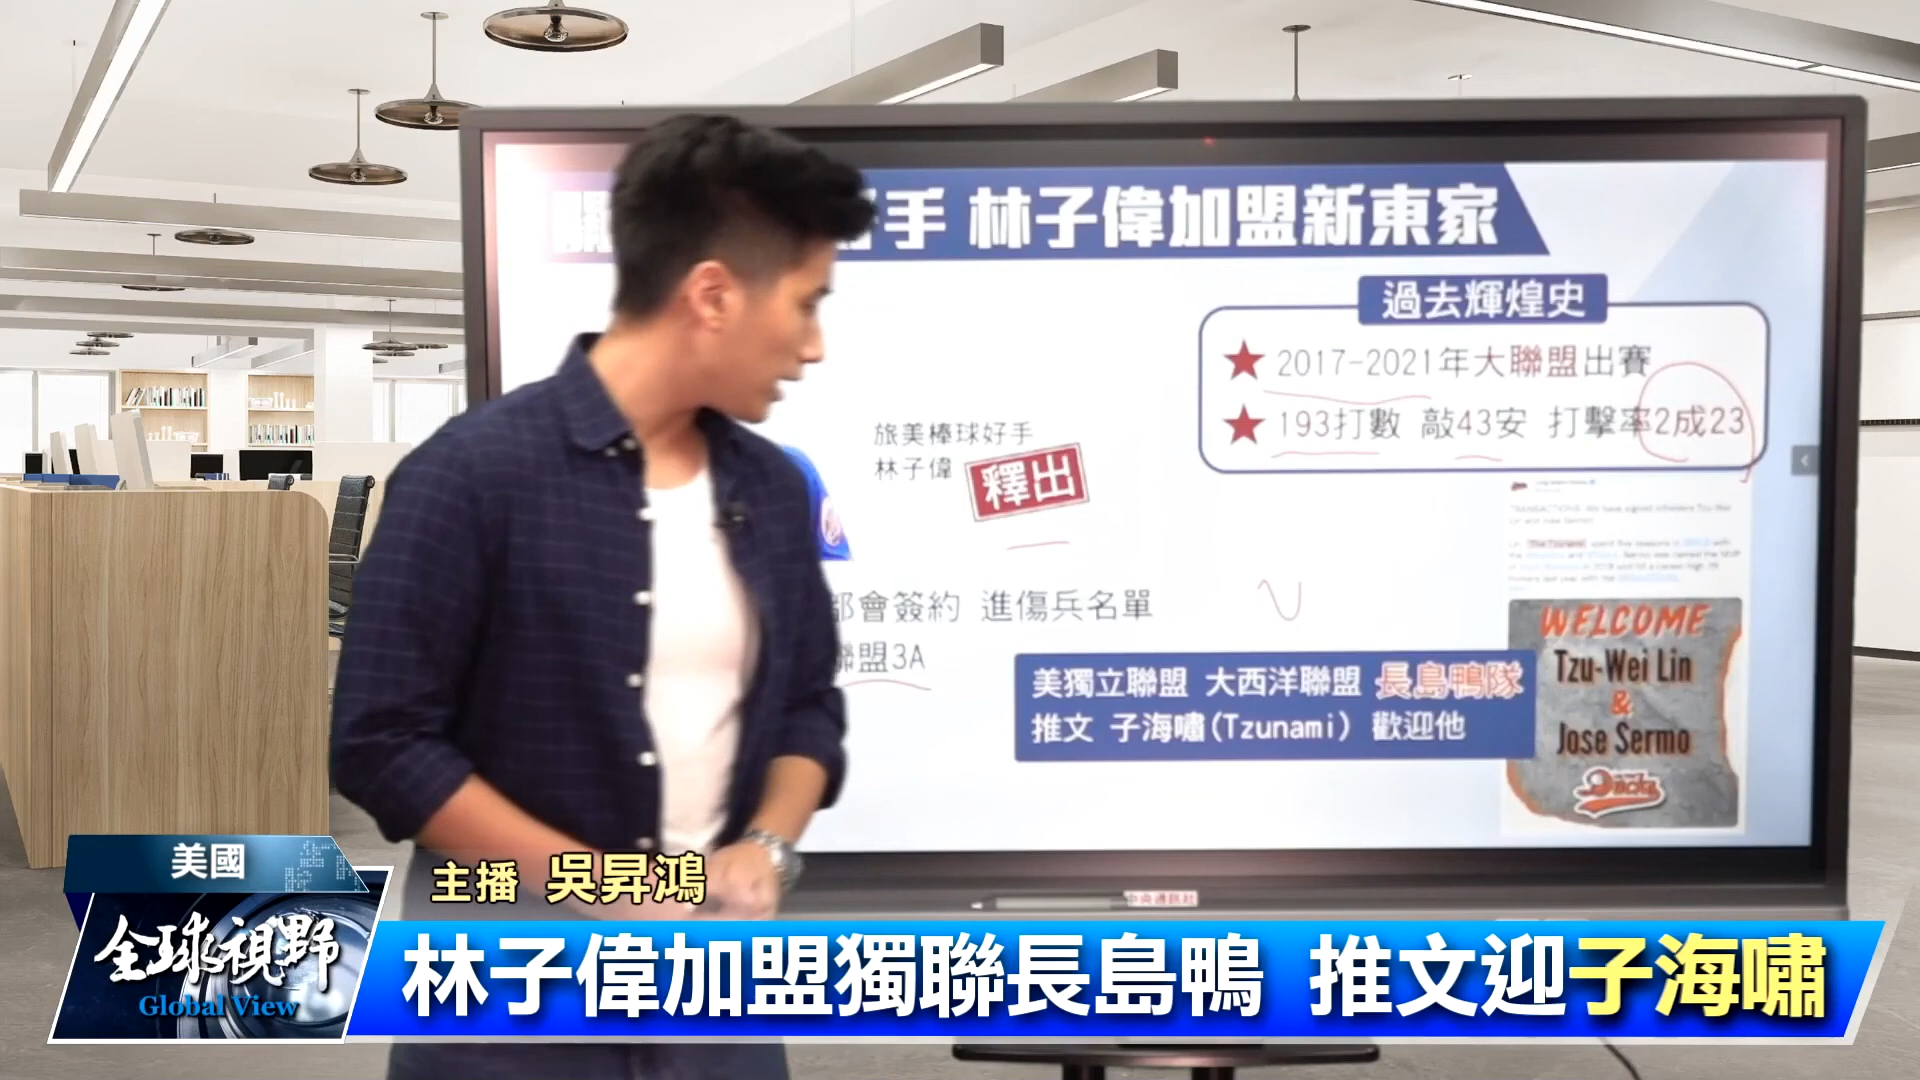 手 林子偉加盟新東家
過去輝煌史
2017-2021年大聯盟出賽
193打數 敲43安 打擊率2成23
旅美棒球好手
林子偉
釋出
會簽約 進傷兵名單
聯盟3A
美獨立聯盟 大西洋聯盟 長島鴨隊
推文 子海嘯(Tzunami) 歡迎他
WELCOME
Tzu-Wei Lin
&
Jose Sermo
Ducks
中央通訊社
美國
全球視野
Global View
主播 吳昇鴻
林子偉加盟獨聯長島鴨 推文迎子海嘯